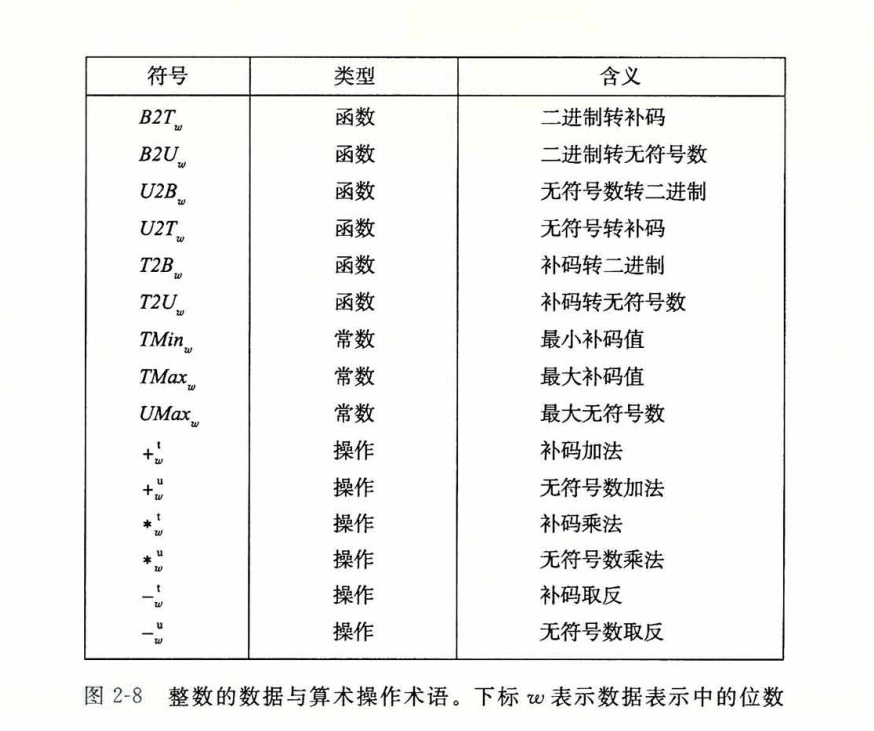 符号 类型 含义
B2T_w 函数 二进制转补码
B2U_w 函数 二进制转无符号数
U2B_w 函数 无符号数转二进制
U2T_w 函数 无符号转补码
T2B_w 函数 补码转二进制
T2U_w 函数 补码转无符号数
TMin_w 常数 最小补码值
TMax_w 常数 最大补码值
UMax_w 常数 最大无符号数
+^t_w 操作 补码加法
+^u_w 操作 无符号数加法
*^t_w 操作 补码乘法
*^u_w 操作 无符号数乘法
-^t_w 操作 补码取反
-^u_w 操作 无符号数取反
图 2-8 整数的数据与算术操作术语。下标 w 表示数据表示中的位数